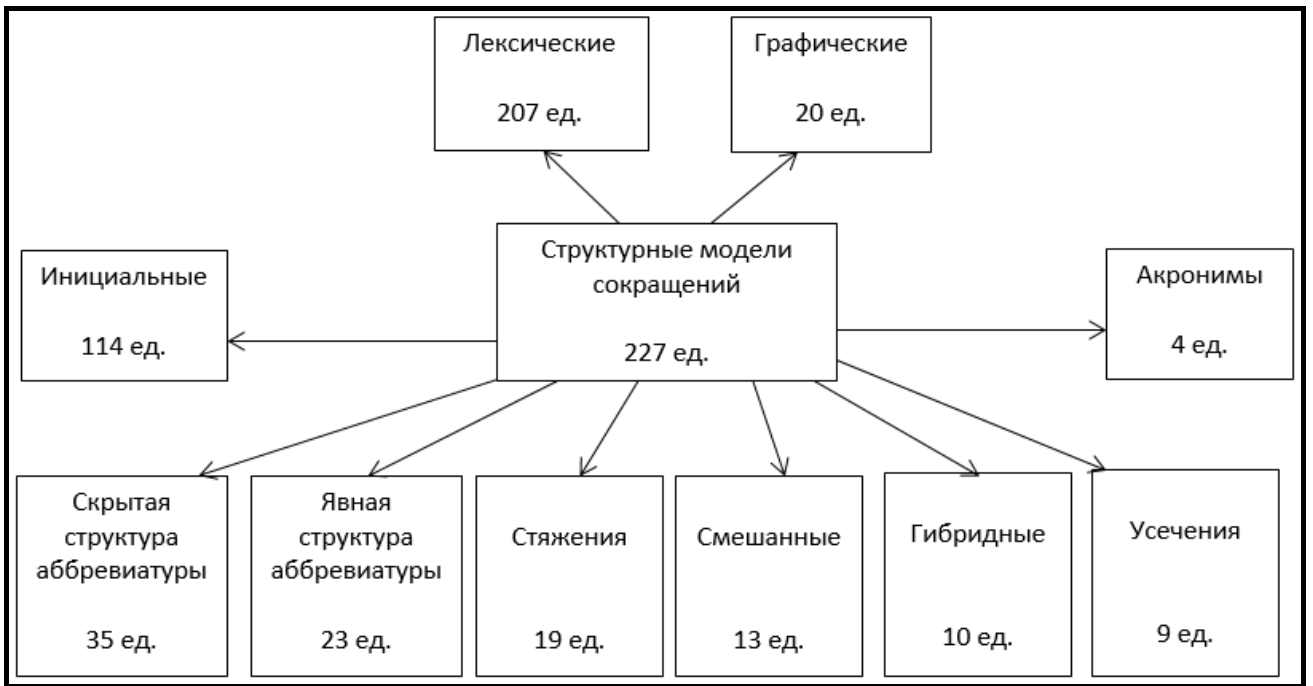 Лексические
207 ед.
Графические
20 ед.
Структурные модели
сокращений
227 ед.
Инициальные
114 ед.
Акронимы
4 ед.
Скрытая
структура
аббревиатуры
35 ед.
Явная
структура
аббревиатуры
23 ед.
Стяжения
19 ед.
Смешанные
13 ед.
Гибридные
10 ед.
Усечения
9 ед.